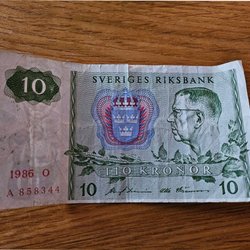 SVERIGES RIKSBANK
10
1986 O
A 858344
TIO KRONOR
10
10